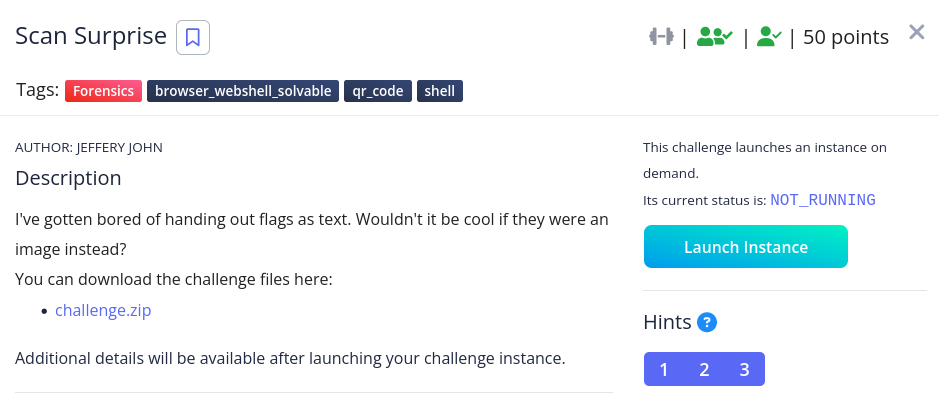 Scan Surprise
| | | 50 points
Tags: Forensics browser_webshell_solvable qr_code shell
AUTHOR: JEFFERY JOHN
Description
I've gotten bored of handing out flags as text. Wouldn't it be cool if they were an
image instead?
You can download the challenge files here:
• challenge.zip
Additional details will be available after launching your challenge instance.
This challenge launches an instance on
demand.
Its current status is: NOT_RUNNING
Launch Instance
Hints ?
1 2 3